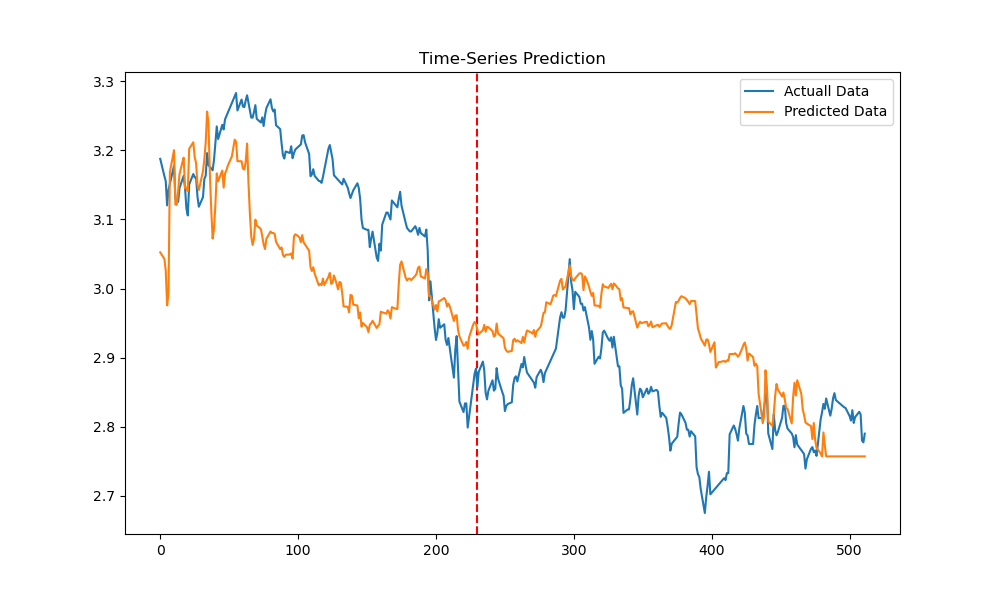 Time-Series Prediction
Actuall Data
Predicted Data
3.3
3.2
3.1
3.0
2.9
2.8
2.7
0 100 200 300 400 500